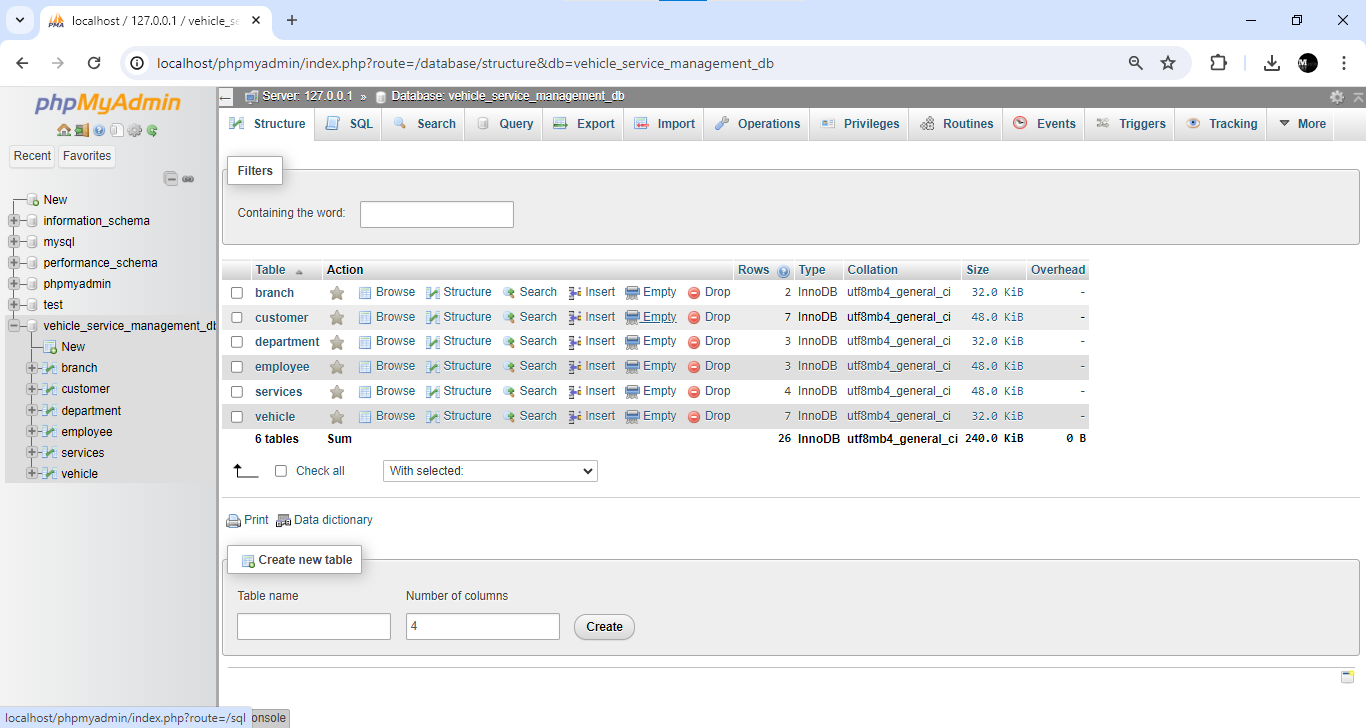 localhost / 127.0.0.1 / vehicle_se
localhost/phpmyadmin/index.php?route=/database/structure&db=vehicle_service_management_db
phpMyAdmin
Recent Favorites
New
information_schema
mysql
performance_schema
phpmyadmin
test
vehicle_service_management_db
New
branch
customer
department
employee
services
vehicle
Server: 127.0.0.1 » Database: vehicle_service_management_db
Structure SQL Search Query Export Import Operations Privileges Routines Events Triggers Tracking More
Filters
Containing the word:
Table Action Rows Type Collation Size Overhead
branch Browse Structure Search Insert Empty Drop 2 InnoDB utf8mb4_general_ci 32.0 KiB -
customer Browse Structure Search Insert Empty Drop 7 InnoDB utf8mb4_general_ci 48.0 KiB -
department Browse Structure Search Insert Empty Drop 3 InnoDB utf8mb4_general_ci 32.0 KiB -
employee Browse Structure Search Insert Empty Drop 3 InnoDB utf8mb4_general_ci 48.0 KiB -
services Browse Structure Search Insert Empty Drop 4 InnoDB utf8mb4_general_ci 48.0 KiB -
vehicle Browse Structure Search Insert Empty Drop 7 InnoDB utf8mb4_general_ci 32.0 KiB -
6 tables Sum 26 InnoDB utf8mb4_general_ci 240.0 KiB 0 B
Check all With selected:
Print Data dictionary
Create new table
Table name Number of columns
4 Create
localhost/phpmyadmin/index.php?route=/sql onsole